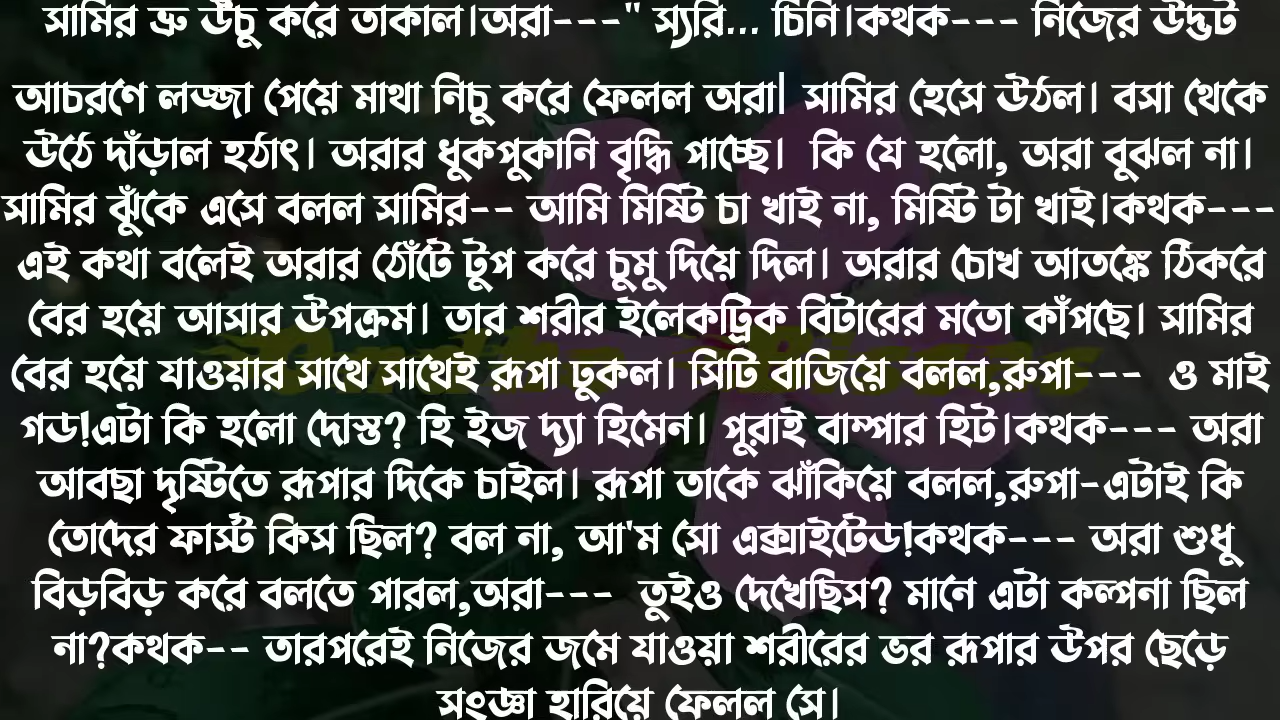 সামির ভ্রু উঁচু করে তাকাল।অরা---" স্যরি... চিনি।কথক--- নিজের উদ্ভট
আচরণে লজ্জা পেয়ে মাথা নিচু করে ফেলল অরা| সামির হেসে উঠল। বসা থেকে
উঠে দাঁড়াল হঠাৎ। অরার ধুকপুকানি বৃদ্ধি পাচ্ছে। কি যে হলো, অরা বুঝল না।
সামির ঝুঁকে এসে বলল সামির-- আমি মিষ্টি চা খাই না, মিষ্টি টা খাই।কথক---
এই কথা বলেই অরার ঠোঁটে টুপ করে চুমু দিয়ে দিল। অরার চোখ আতঙ্কে ঠিকরে
বের হয়ে আসার উপক্রম। তার শরীর ইলেকট্রিক বিটারের মতো কাঁপছে। সামির
বের হয়ে যাওয়ার সাথে সাথেই রূপা ঢুকল। সিটি বাজিয়ে বলল,রুপা--- ও মাই
গড!এটা কি হলো দোস্ত? হি ইজ দ্যা হিমেন। পুরাই বাম্পার হিট।কথক--- অরা
আবছা দৃষ্টিতে রূপার দিকে চাইল। রূপা তাকে ঝাঁকিয়ে বলল,রুপা-এটাই কি
তোদের ফার্স্ট কিস ছিল? বল না, আ'ম সো এক্সাইটেড!কথক--- অরা শুধু
বিড়বিড় করে বলতে পারল,অরা--- তুইও দেখেছিস? মানে এটা কল্পনা ছিল
না?কথক-- তারপরেই নিজের জমে যাওয়া শরীরের ভর রূপার উপর ছেড়ে
সংজ্ঞা হারিয়ে ফেলল সে।